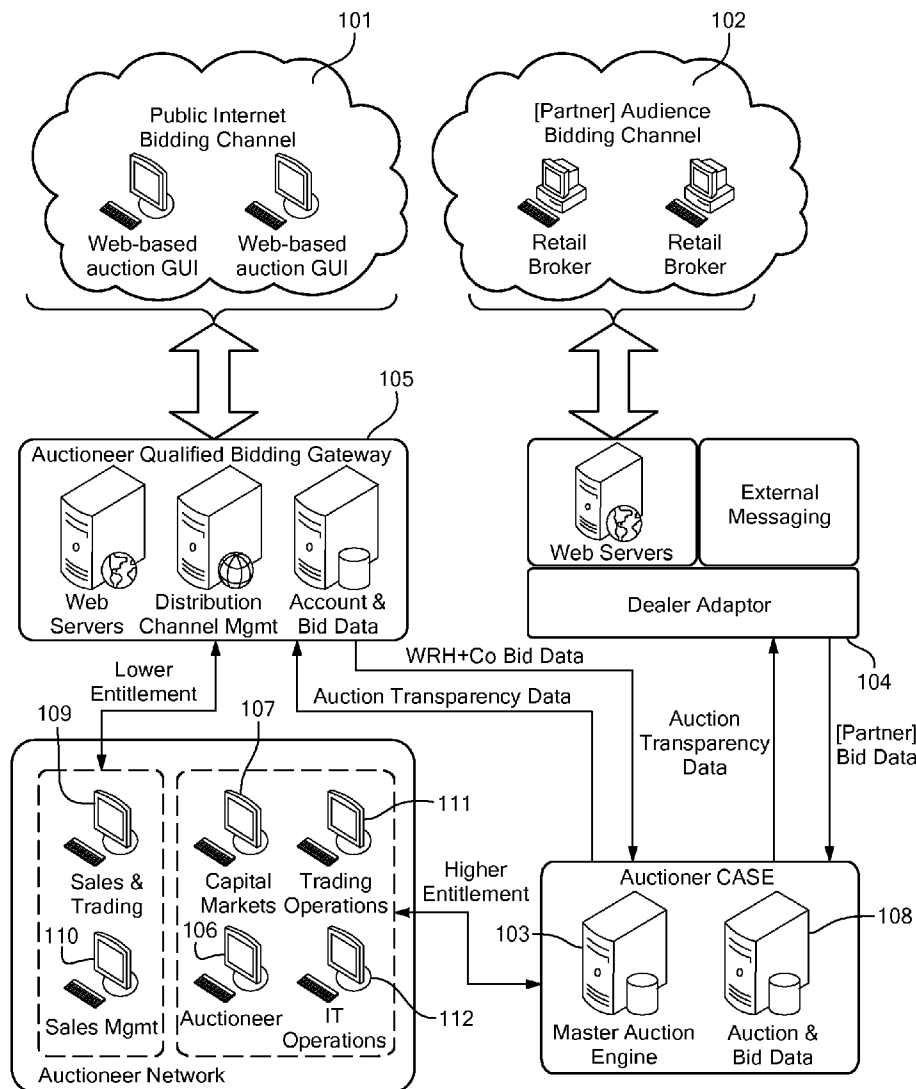 101
102
Public Internet
Bidding Channel
Web-based
auction GUI
Web-based
auction GUI
[Partner] Audience
Bidding Channel
Retail
Broker
Retail
Broker
105
Auctioneer Qualified Bidding Gateway
Web
Servers
Distribution
Channel Mgmt
Account &
Bid Data
Web Servers
External
Messaging
Dealer Adaptor
104
Lower
Entitlement
WRH+Co Bid Data
Auction Transparency Data
Auction
Transparency
Data
[Partner]
Bid Data
109
Sales &
Trading
110
Sales Mgmt
107
Capital
Markets
111
Trading
Operations
106
Auctioneer
112
IT
Operations
Auctioneer Network
Higher
Entitlement
Auctioner CASE
103
Master Auction
Engine
108
Auction &
Bid Data